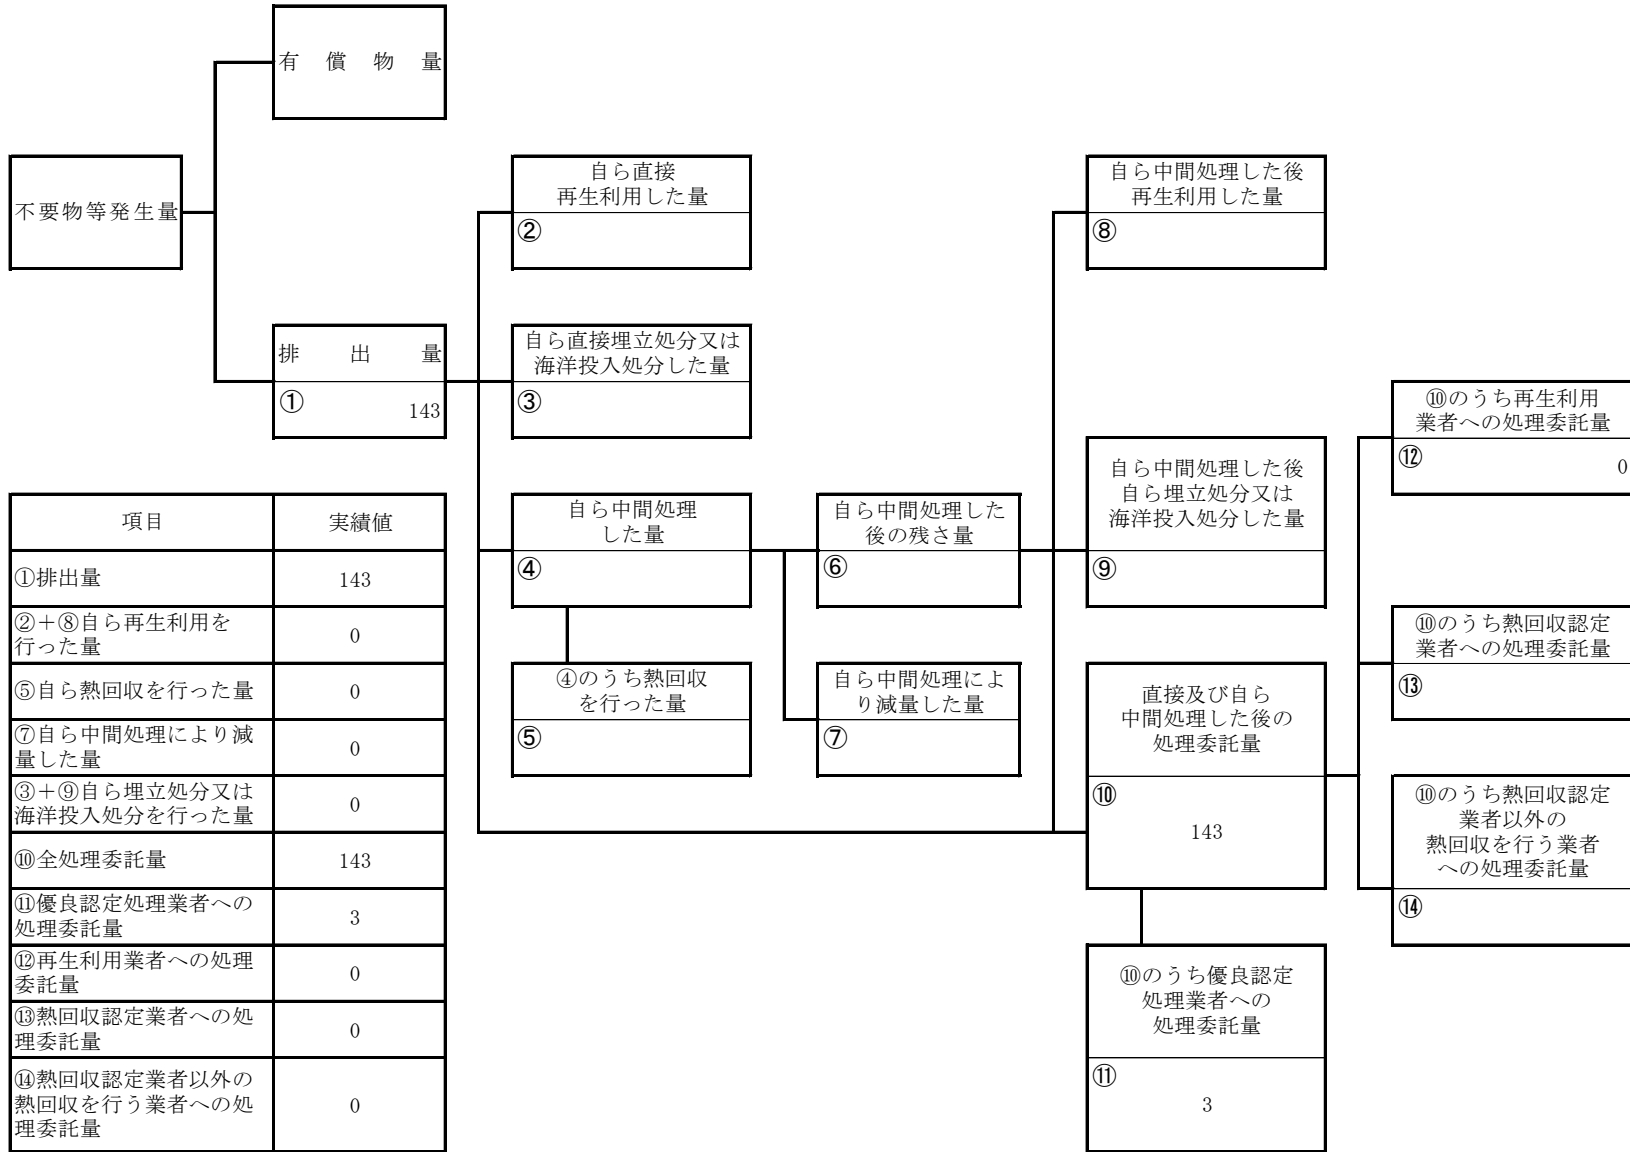 有償物量
不要物等発生量
排出量
①
143
自ら直接
再生利用した量
②
自ら直接埋立処分又は
海洋投入処分した量
③
自ら中間処理
した量
④
④のうち熱回収
を行った量
⑤
自ら中間処理した
後の残さ量
⑥
自ら中間処理によ
り減量した量
⑦
自ら中間処理した後
再生利用した量
⑧
自ら中間処理した後
自ら埋立処分又は
海洋投入処分した量
⑨
直接及び自ら
中間処理した後の
処理委託量
⑩
143
⑩のうち優良認定
処理業者への
処理委託量
⑪
3
⑩のうち再生利用
業者への処理委託量
⑫
0
⑩のうち熱回収認定
業者への処理委託量
⑬
⑩のうち熱回収認定
業者以外の
熱回収を行う業者
への処理委託量
⑭
項目 実績値
①排出量 143
②+⑧自ら再生利用を
行った量 0
⑤自ら熱回収を行った量 0
⑦自ら中間処理により減
量した量 0
③+⑨自ら埋立処分又は
海洋投入処分を行った量 0
⑩全処理委託量 143
⑪優良認定処理業者への
処理委託量 3
⑫再生利用業者への処理
委託量 0
⑬熱回収認定業者への処
理委託量 0
⑭熱回収認定業者以外の
熱回収を行う業者への処
理委託量 0